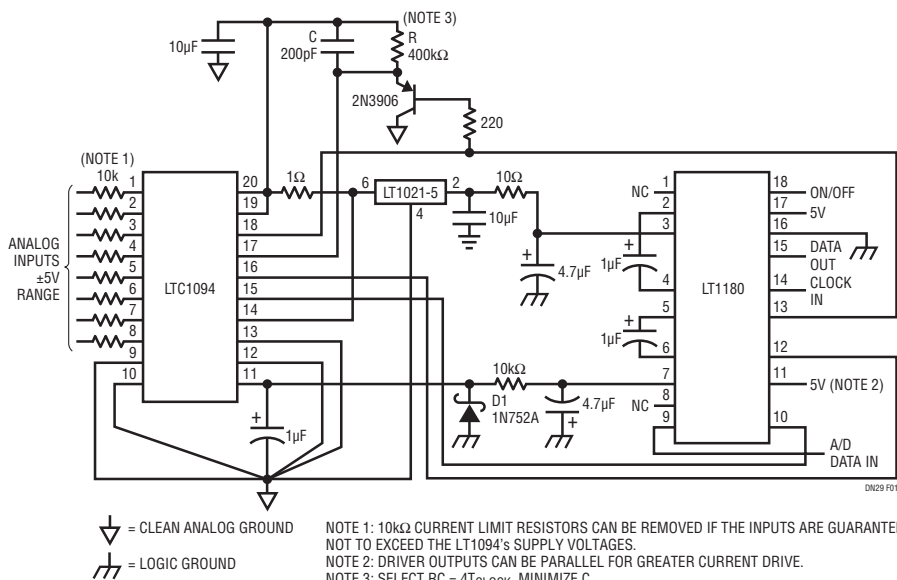 (NOTE 3)
10µF
C
200pF
R
400kΩ
2N3906
220
(NOTE 1)
10k
1
2
3
4
5
6
7
8
9
10
ANALOG
INPUTS
±5V
RANGE
LTC1094
20
19
18
17
16
15
14
13
12
11
1Ω
6
LT1021-5
2
4
10Ω
10µF
+
4.7µF
+
1µF
+
1µF
+
1µF
10kΩ
D1
1N752A
4.7µF
+
NC
1
2
3
4
5
6
7
NC
8
9
LT1180
18
ON/OFF
17
5V
16
15
DATA
OUT
14
CLOCK
IN
13
12
11
5V (NOTE 2)
10
A/D
DATA IN
DN29 F01
= CLEAN ANALOG GROUND
= LOGIC GROUND
NOTE 1: 10kΩ CURRENT LIMIT RESISTORS CAN BE REMOVED IF THE INPUTS ARE
NOT TO EXCEED THE LT1094's SUPPLY VOLTAGES.
NOTE 2: DRIVER OUTPUTS CAN BE PARALLEL FOR GREATER CURRENT DRIVE.
NOTE 3: SELECT RC = 4TCLOCK, MINIMIZE C